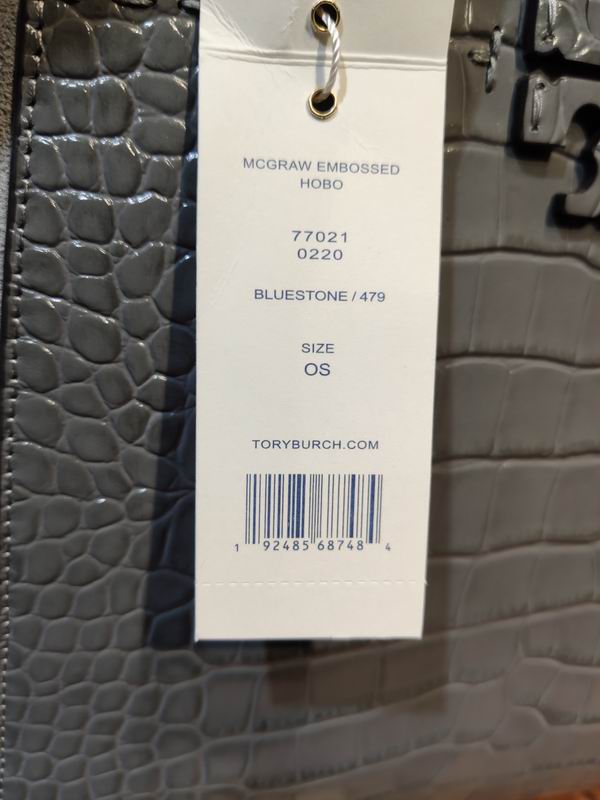 MCGRAW EMBOSSED
HOBO
77021
0220
BLUESTONE / 479
SIZE
OS
TORYBURCH.COM
1 92485 68748 4